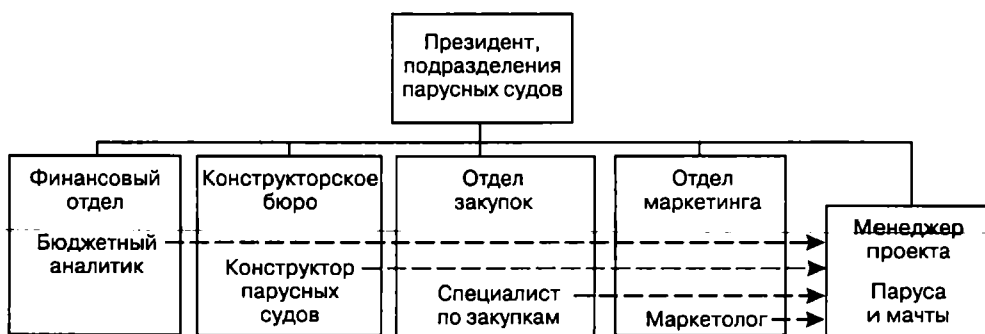 Президент,
подразделения
парусных судов
Финансовый
отдел
Бюджетный
аналитик
Конструкторское
бюро
Конструктор
парусных
судов
Отдел
закупок
Специалист
по закупкам
Отдел
маркетинга
Маркетолог
Менеджер
проекта
Паруса
и мачты